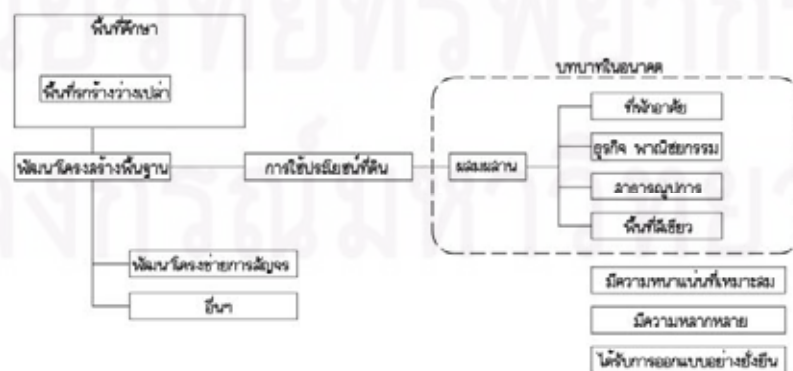 พื้นที่ศึกษา
พื้นที่รกร้างว่างเปล่า
บทบาทในอนาคต
ที่พักอาศัย
พัฒนาโครงสร้างพื้นฐาน
การใช้ประโยชน์ที่ดิน
ผสมผสาน
ธุรกิจ พาณิชยกรรม
สาธารณูปการ
พื้นที่สีเขียว
พัฒนาโครงข่ายการสัญจร
อื่นๆ
มีความหนาแน่นที่เหมาะสม
มีความหลากหลาย
ได้รับการออกแบบอย่างยั่งยืน